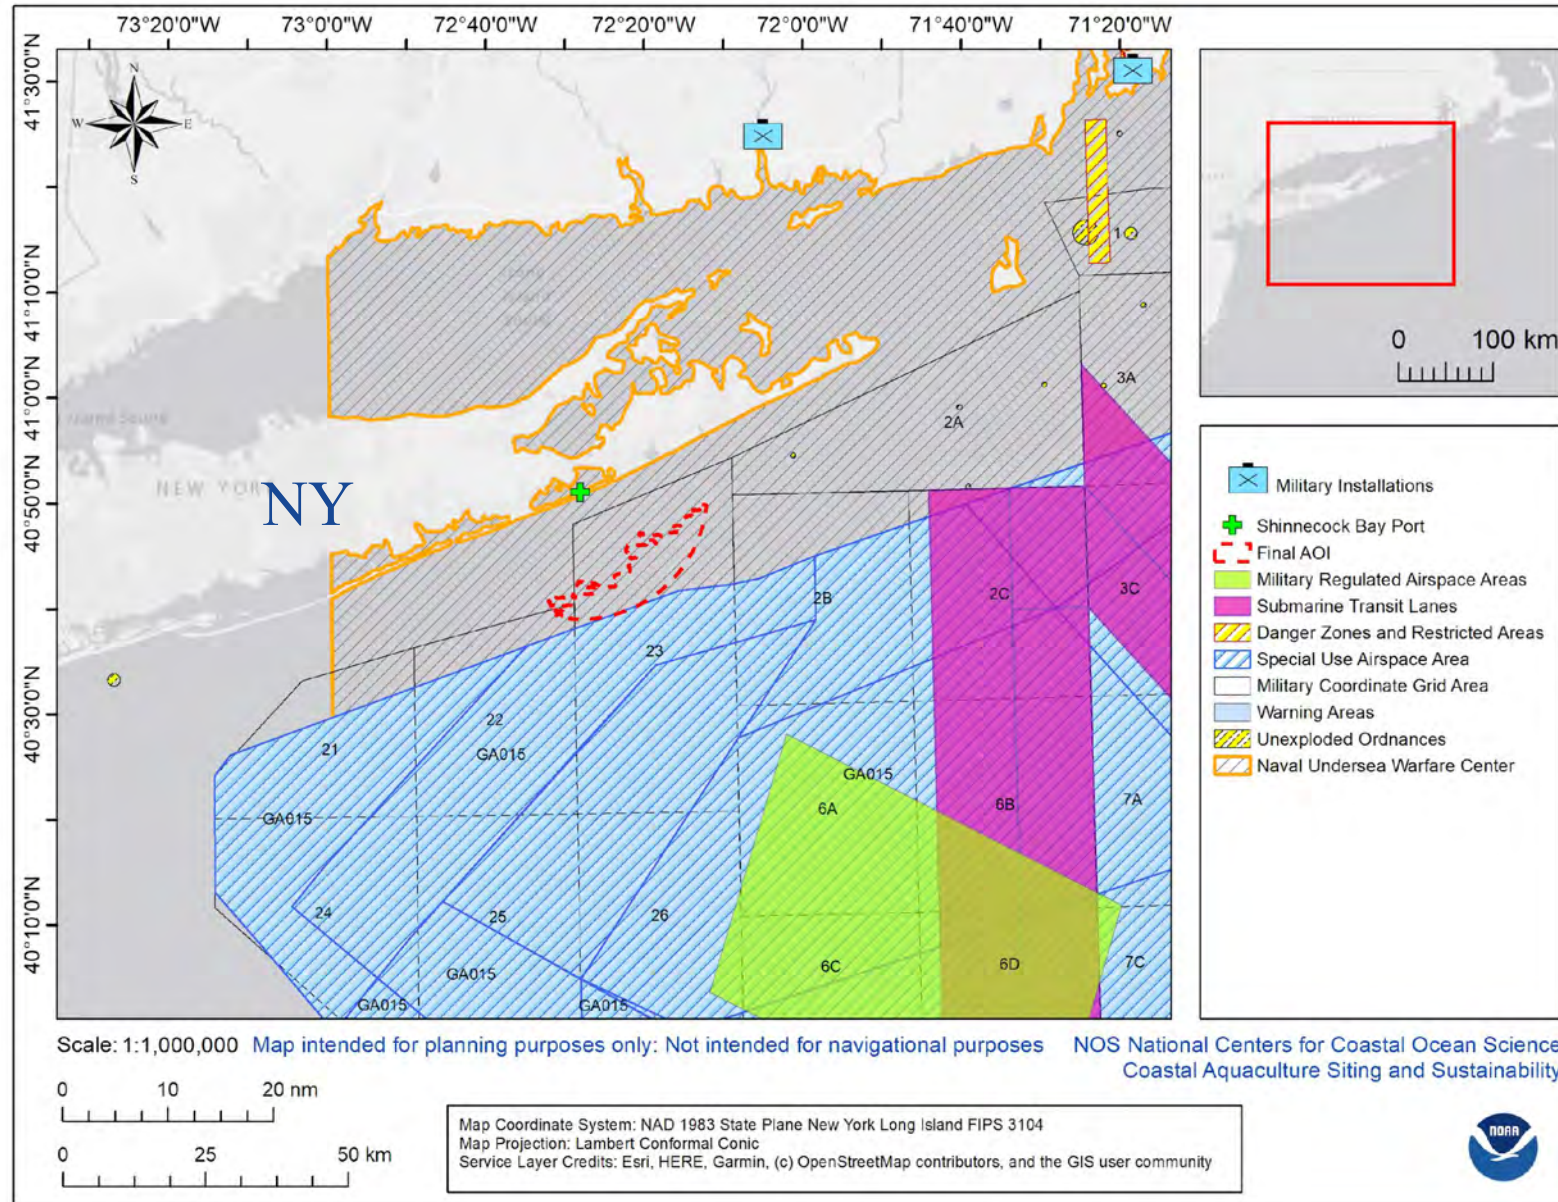 73°20'0"W 73°0'0"W 72°40'0"W 72°20'0"W 72°0'0"W 71°40'0"W 71°20'0"W
41°30'0"N
41°10'0"N
41°0'0"N
40°50'0"N
40°30'0"N
40°10'0"N
N
W E
S
NEW YORK
NY
1
3A
2A
2B
2C
3C
23
22
GA015
21
GA015
GA015
6A
6B
7A
24
25
26
GA015
GA015
GA015
6C
6D
7C
0 100 km
Military Installations
Shinnecock Bay Port
Final AOI
Military Regulated Airspace Areas
Submarine Transit Lanes
Danger Zones and Restricted Areas
Special Use Airspace Area
Military Coordinate Grid Area
Warning Areas
Unexploded Ordnances
Naval Undersea Warfare Center
Scale: 1:1,000,000 Map intended for planning purposes only: Not intended for navigational purposes
NOS National Centers for Coastal Ocean Science
Coastal Aquaculture Siting and Sustainability
0 10 20 nm
0 25 50 km
Map Coordinate System: NAD 1983 State Plane New York Long Island FIPS 3104
Map Projection: Lambert Conformal Conic
Service Layer Credits: Esri, HERE, Garmin, (c) OpenStreetMap contributors, and the GIS user community
NOAA